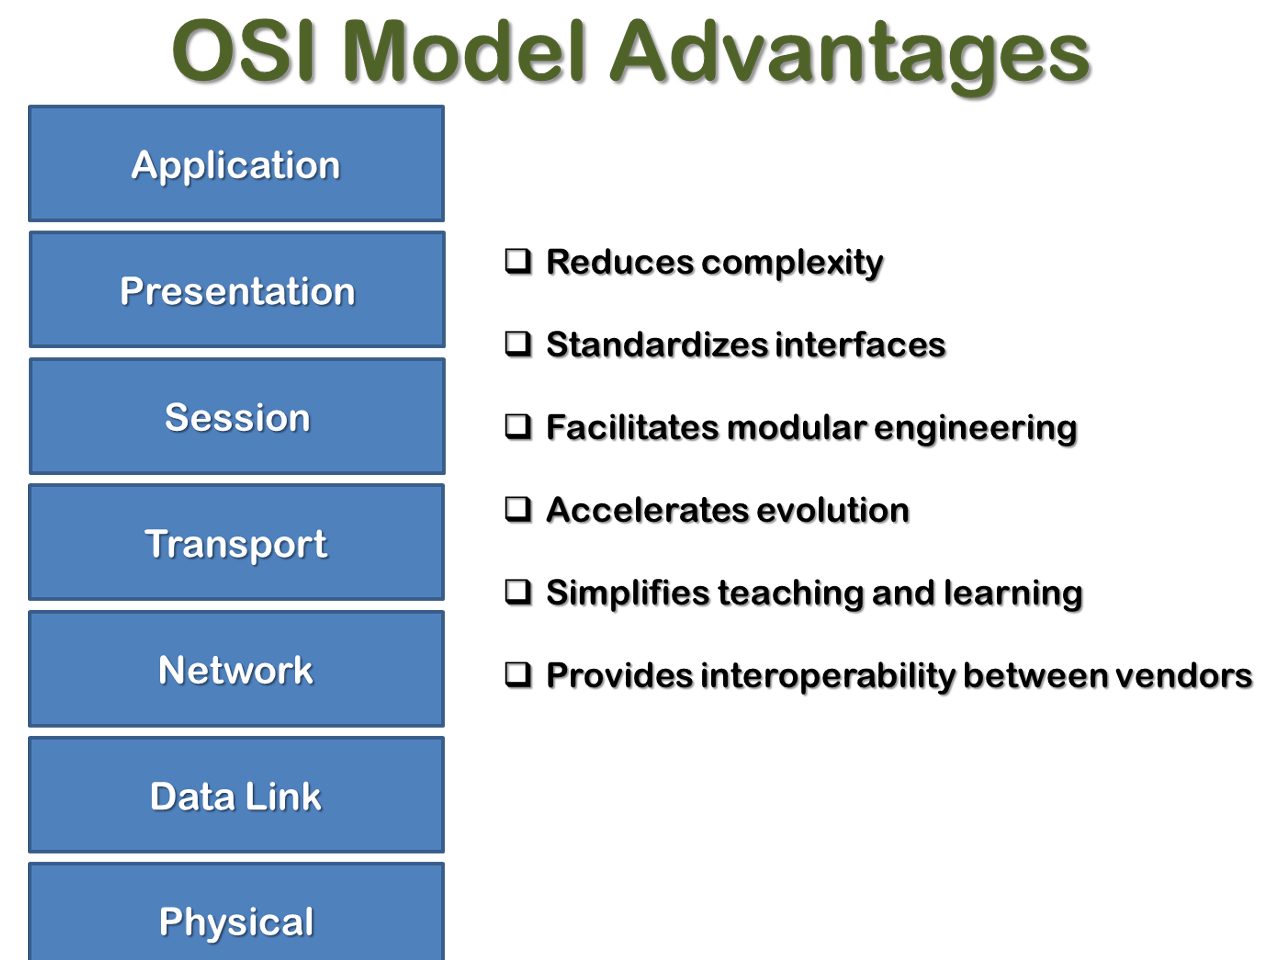 OSI Model Advantages
Application
Presentation
Session
Transport
Network
Data Link
Physical
Reduces complexity
Standardizes interfaces
Facilitates modular engineering
Accelerates evolution
Simplifies teaching and learning
Provides interoperability between vendors